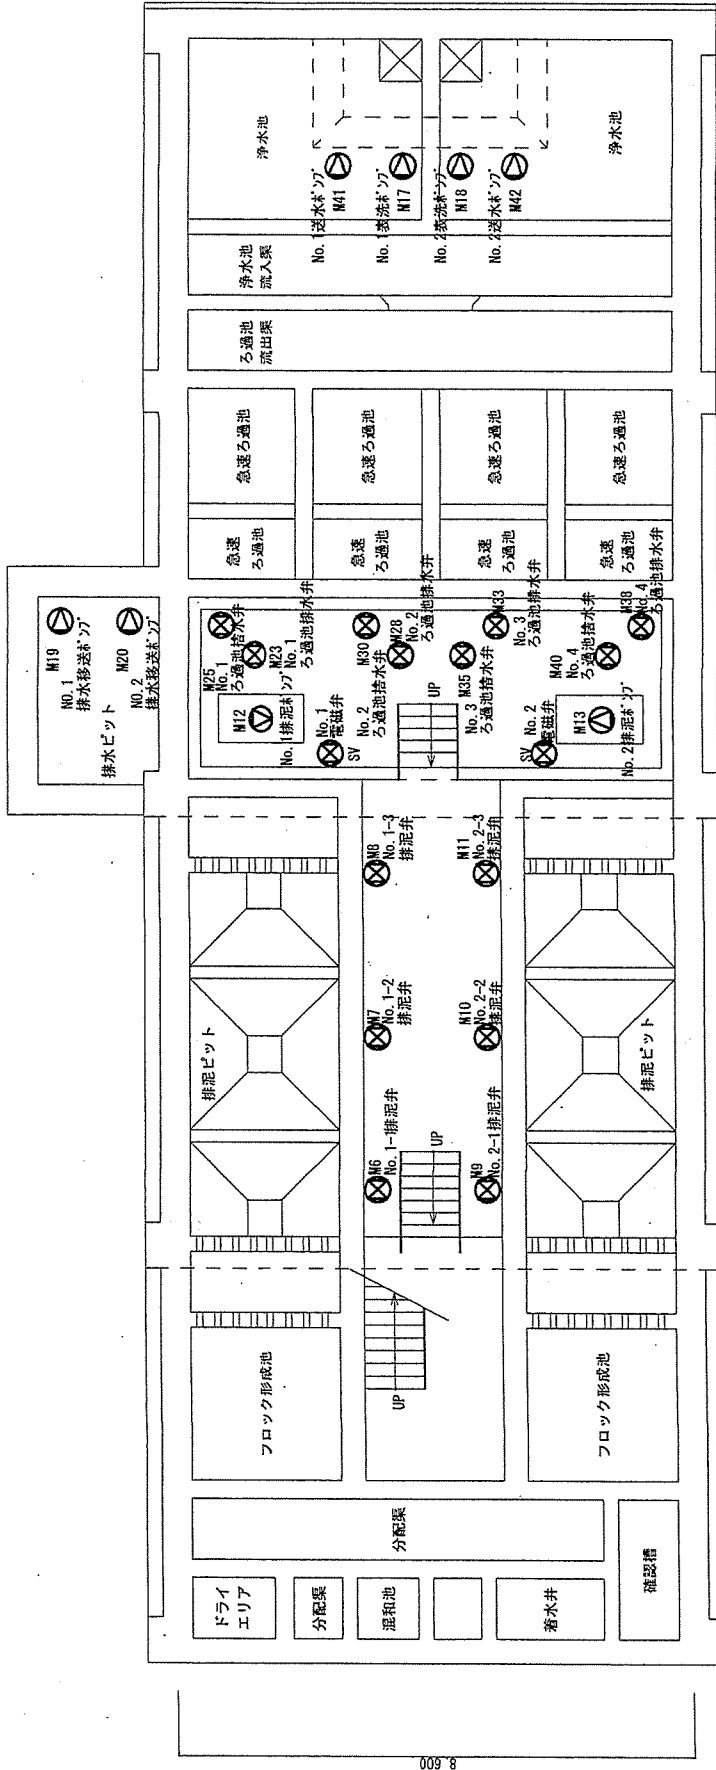 浄水池
浄水池
No.1送水ポンプ
M41
No.1表洗ポンプ
M17
No.2表洗ポンプ
M18
No.2送水ポンプ
M42
浄水池
流入渠
ろ過池
流出渠
急速ろ過池
急速ろ過池
急速ろ過池
急速ろ過池
急速
ろ過池
急速
ろ過池
急速
ろ過池
急速
ろ過池
M19
NO.1
排水移送ポンプ
M20
NO.2
排水移送ポンプ
排水ピット
M25
No.1
ろ過池捨水弁
M23
No.1
ろ過池排水弁
M12
No.1排泥ポンプ
No.1
電磁弁
SV
M30
No.2
ろ過池捨水弁
M28
No.2
ろ過池排水弁
UP
M35
No.3
ろ過池捨水弁
M33
No.3
ろ過池排水弁
SV
No.2
電磁弁
M40
No.4
ろ過池捨水弁
M38
No.4
ろ過池排水弁
M13
No.2排泥ポンプ
M8
No.1-3
排泥弁
M11
No.2-3
排泥弁
M7
No.1-2
排泥弁
M10
No.2-2
排泥弁
M6
No.1-1排泥弁
M9
No.2-1排泥弁
UP
排泥ピット
排泥ピット
UP
フロック形成池
フロック形成池
分配渠
ドライ
エリア
分配渠
混和池
着水井
確認槽
8.600